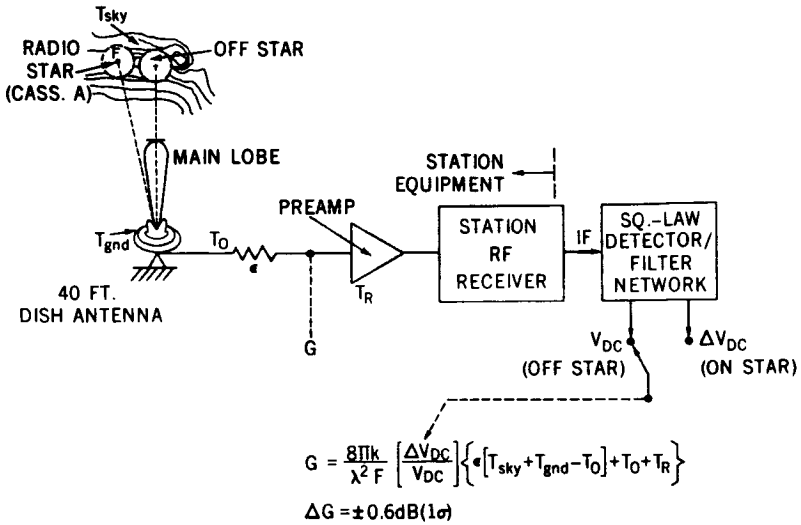 Tsky
RADIO
STAR
(CASS. A)
F
OFF STAR
MAIN LOBE
Tgnd
40 FT.
DISH ANTENNA
TO
ϵ
G
PREAMP
TR
STATION
EQUIPMENT
STATION
RF
RECEIVER
IF
SQ.-LAW
DETECTOR/
FILTER
NETWORK
VDC
(OFF STAR)
ΔVDC
(ON STAR)
G = 8Πk/λ²F [ΔVDC/VDC] {ϵ[Tsky+Tgnd-TO]+TO+TR}
ΔG = ±0.6dB(1σ)